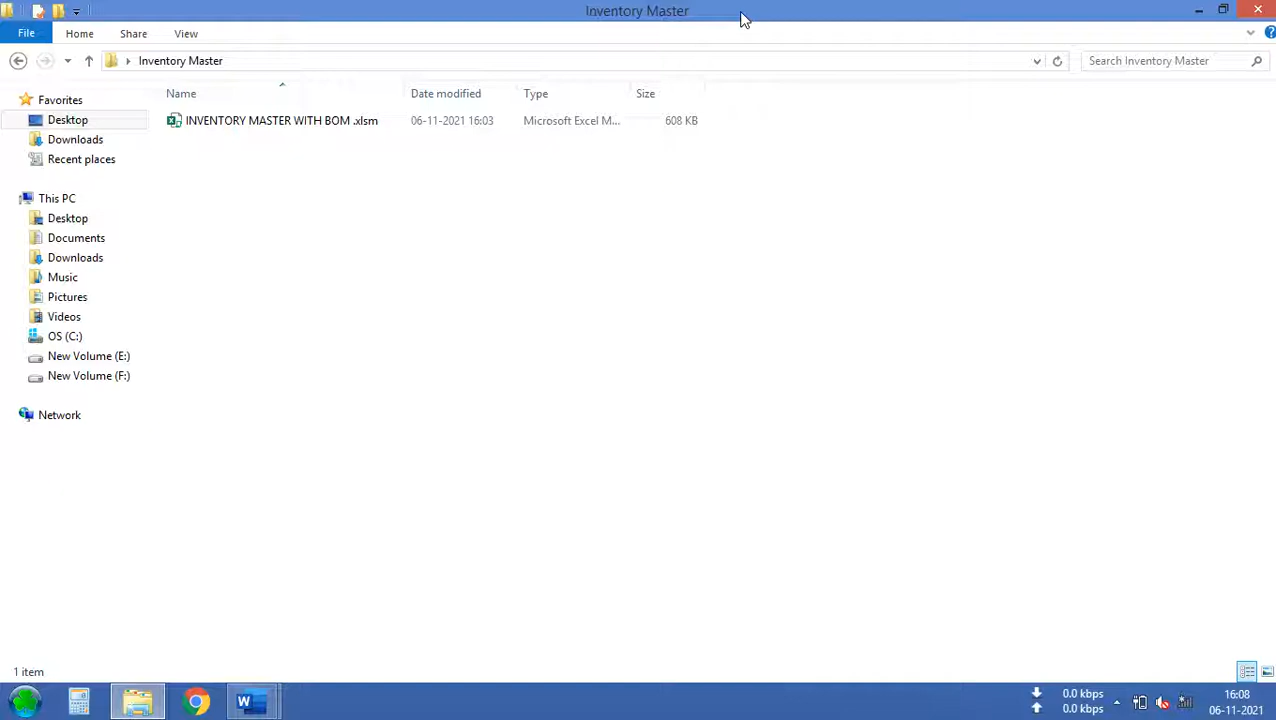 Inventory Master
File Home Share View
Inventory Master Search Inventory Master
Name Date modified Type Size
INVENTORY MASTER WITH BOM .xlsm 06-11-2021 16:03 Microsoft Excel M... 608 KB
Favorites
Desktop
Downloads
Recent places
This PC
Desktop
Documents
Downloads
Music
Pictures
Videos
OS (C:)
New Volume (E:)
New Volume (F:)
Network
1 item
W
0.0 kbps
0.0 kbps
16:08
06-11-2021